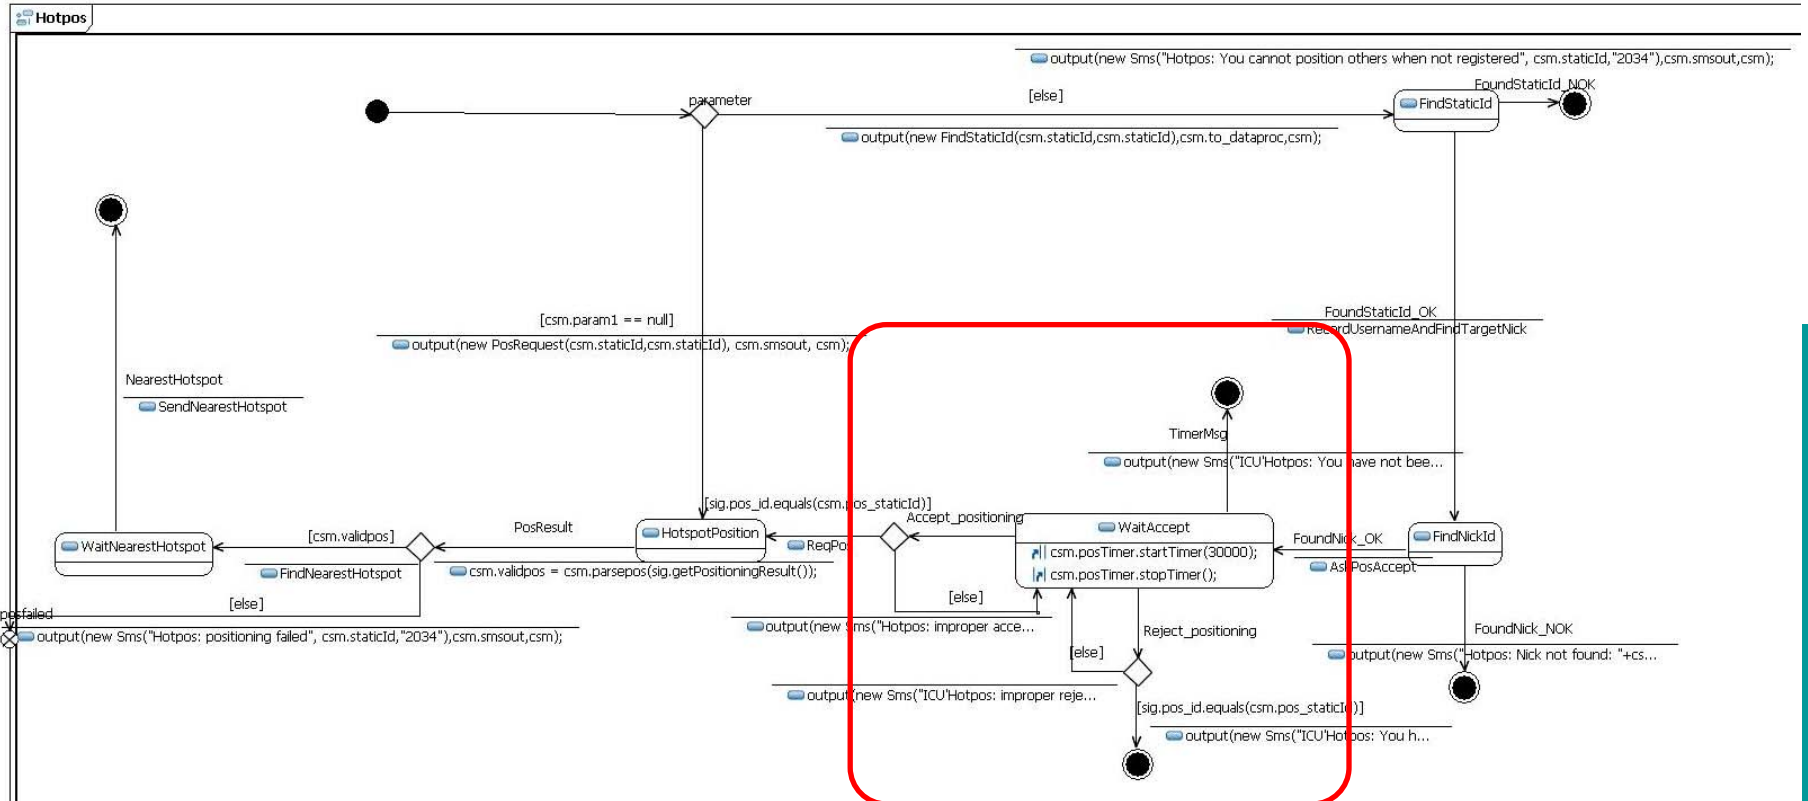 Hotpos
output(new Sms("Hotpos: You cannot position others when not registered", csm.staticId,"2034"),csm.smsout,csm);
parameter
[else]
FoundStaticId_NOK
FindStaticId
output(new FindStaticId(csm.staticId,csm.staticId),csm.to_dataproc,csm);
[csm.param1 == null]
output(new PosRequest(csm.staticId,csm.staticId), csm.smsout, csm);
FoundStaticId_OK
RecordUsernameAndFindTargetNick
NearestHotspot
SendNearestHotspot
TimerMsg
output(new Sms("ICU'Hotpos: You have not bee...
[sig.pos_id.equals(csm.pos_staticId)]
Accept_positioning
WaitNearestHotspot
[csm.validpos]
FindNearestHotspot
PosResult
csm.validpos = csm.parsepos(sig.getPositioningResult());
HotspotPosition
ReqPos
WaitAccept
csm.posTimer.startTimer(30000);
csm.posTimer.stopTimer();
FoundNick_OK
AskPosAccept
FindNickId
[else]
posfailed
output(new Sms("Hotpos: positioning failed", csm.staticId,"2034"),csm.smsout,csm);
[else]
output(new Sms("Hotpos: improper acce...
Reject_positioning
[else]
output(new Sms("ICU'Hotpos: improper reje...
FoundNick_NOK
output(new Sms("Hotpos: Nick not found: "+cs...
[sig.pos_id.equals(csm.pos_staticId)]
output(new Sms("ICU'Hotpos: You h...